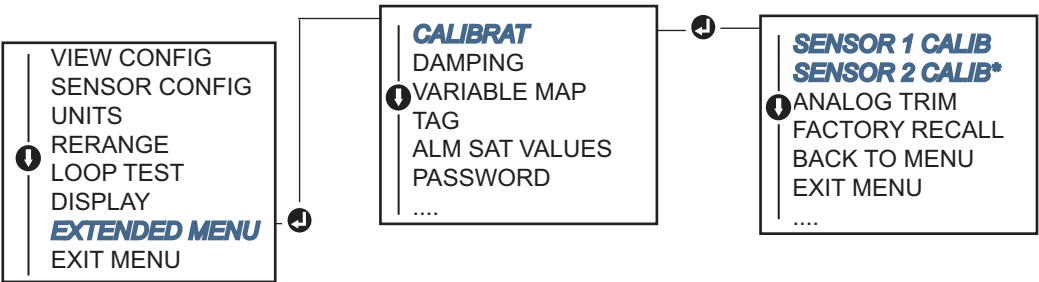 VIEW CONFIG
SENSOR CONFIG
UNITS
RERANGE
LOOP TEST
DISPLAY
EXTENDED MENU
EXIT MENU
CALIBRAT
DAMPING
VARIABLE MAP
TAG
ALM SAT VALUES
PASSWORD
....
SENSOR 1 CALIB
SENSOR 2 CALIB*
ANALOG TRIM
FACTORY RECALL
BACK TO MENU
EXIT MENU
....